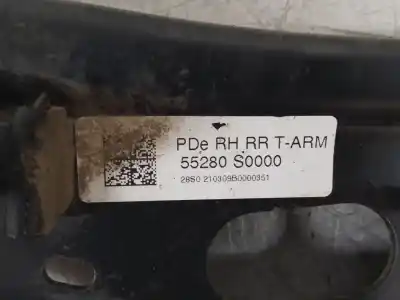 PDe RH RR T-ARM
55280 S0000
28S0 210309B0000351